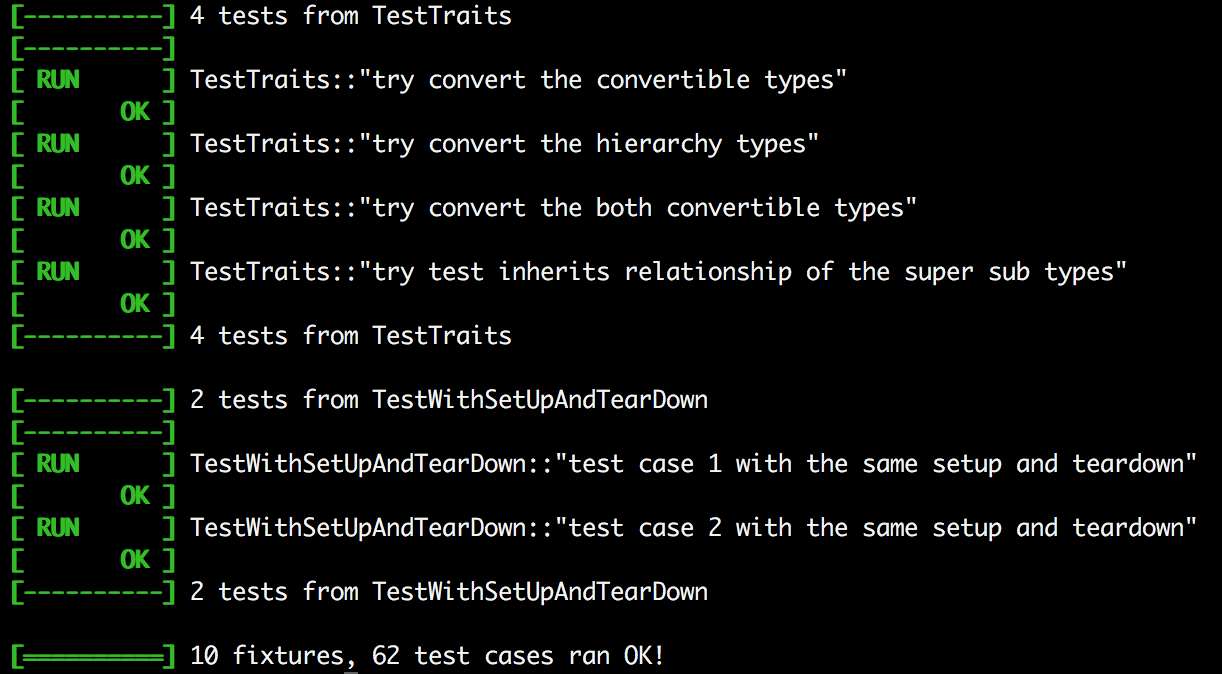 [----------] 4 tests from TestTraits
[----------]
[ RUN      ] TestTraits::"try convert the convertible types"
[       OK ]
[ RUN      ] TestTraits::"try convert the hierarchy types"
[       OK ]
[ RUN      ] TestTraits::"try convert the both convertible types"
[       OK ]
[ RUN      ] TestTraits::"try test inherits relationship of the super sub types"
[       OK ]
[----------] 4 tests from TestTraits
[----------] 2 tests from TestWithSetUpAndTearDown
[----------]
[ RUN      ] TestWithSetUpAndTearDown::"test case 1 with the same setup and teardown"
[       OK ]
[ RUN      ] TestWithSetUpAndTearDown::"test case 2 with the same setup and teardown"
[       OK ]
[----------] 2 tests from TestWithSetUpAndTearDown
[==========] 10 fixtures, 62 test cases ran OK!